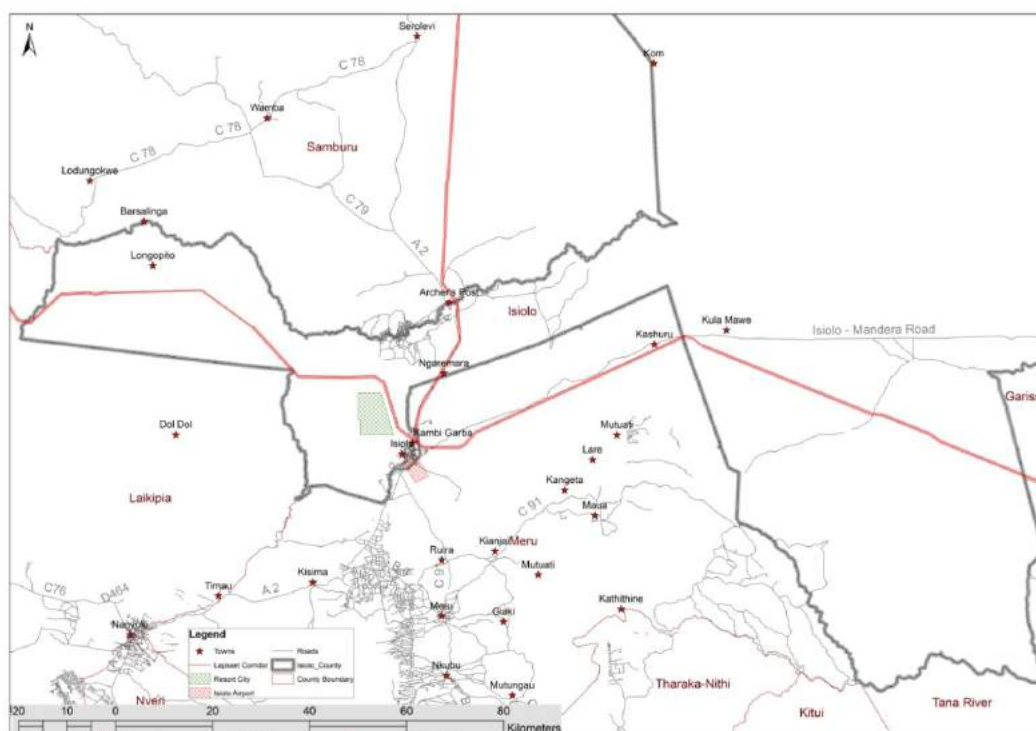 N
Serolevi
C 78
Kom
Wamba
C 78
Samburu
C 78
Lodungokwe
C 79
Barsalinga
A 2
Longopito
Archer's Post
Isiolo
Kula Mawe
Isiolo - Mandera Road
Kashuru
Ngaremara
Dol Dol
Kambi Garba
Mutuati
Isiolo
Lare
Laikipia
Kangeta
C 91
Maua
Meru
Ruira
Kianjai
Mutuati
C 9
Kisima
Timau
A 2
C76
D464
Kathithine
Meru
Giaki
Nanyuki
Legend
Towns
Roads
Lapsset Corridor
Isiolo_County
Resort City
County Boundary
Isiolo Airport
Nkubu
Mutungau
Tharaka-Nithi
Nyeri
Kitui
Tana River
20 10 0 20 40 60 80
Kilometers